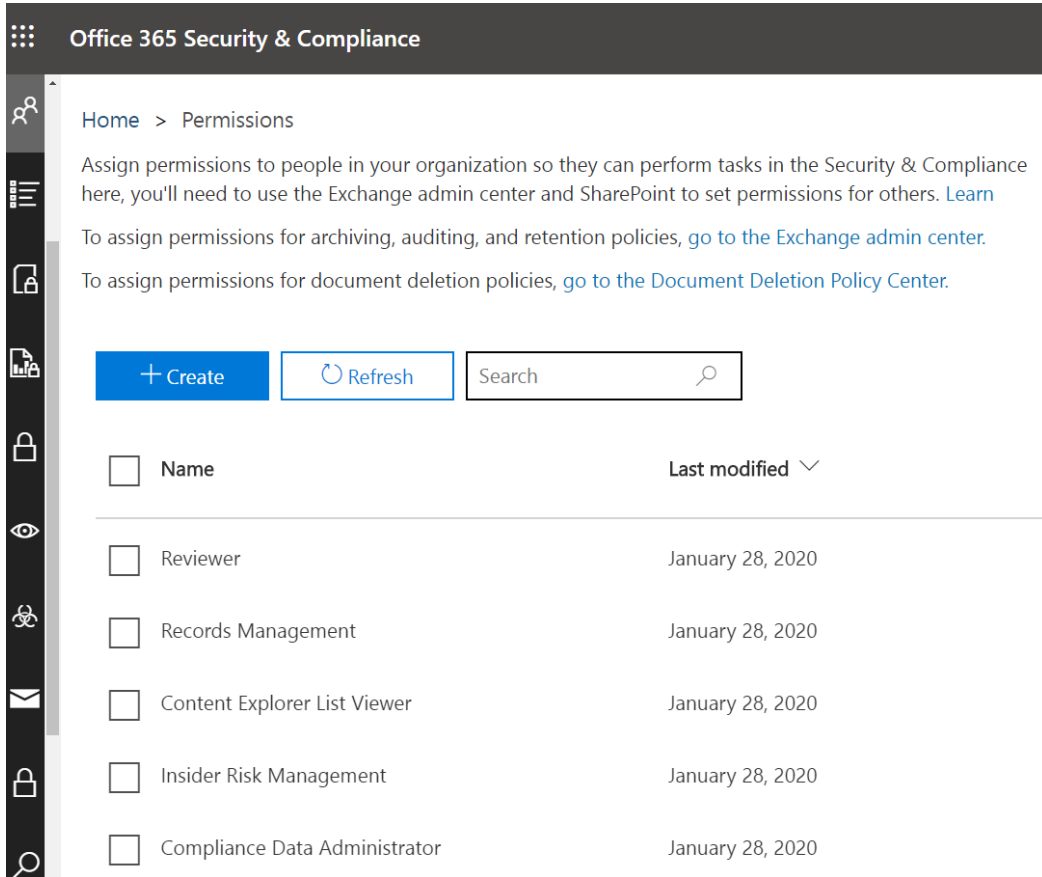 Office 365 Security & Compliance
Home > Permissions
Assign permissions to people in your organization so they can perform tasks in the Security & Compliance
here, you'll need to use the Exchange admin center and SharePoint to set permissions for others. Learn
To assign permissions for archiving, auditing, and retention policies, go to the Exchange admin center.
To assign permissions for document deletion policies, go to the Document Deletion Policy Center.
+ Create Refresh Search
Name Last modified
Reviewer January 28, 2020
Records Management January 28, 2020
Content Explorer List Viewer January 28, 2020
Insider Risk Management January 28, 2020
Compliance Data Administrator January 28, 2020